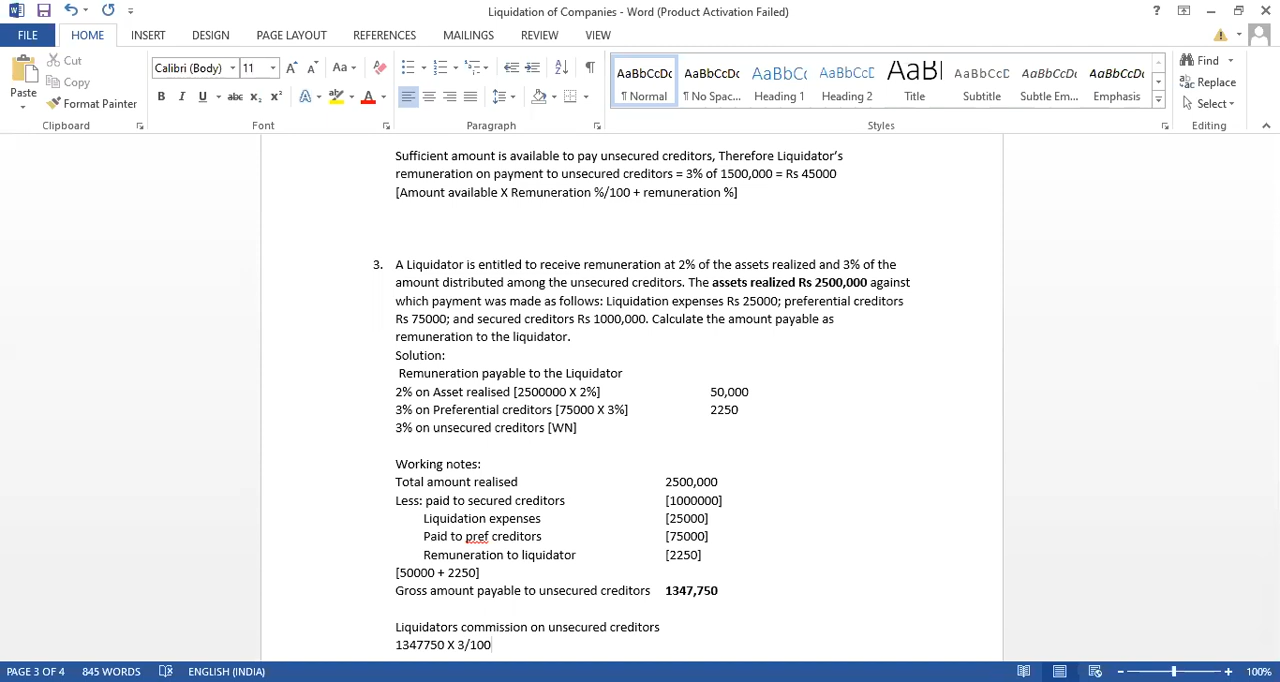 Liquidation of Companies - Word (Product Activation Failed)
FILE HOME INSERT DESIGN PAGE LAYOUT REFERENCES MAILINGS REVIEW VIEW
Paste
Cut
Copy
Format Painter
Clipboard
Calibri (Body) 11
Font
Paragraph
AaBbCcDc AaBbCcDc AaBbCc AaBbCcD AaBl AaBbCcD AaBbCcDc AaBbCcDc
¶ Normal ¶ No Spac... Heading 1 Heading 2 Title Subtitle Subtle Em... Emphasis
Styles
Find
Replace
Select
Editing
Sufficient amount is available to pay unsecured creditors, Therefore Liquidator's
remuneration on payment to unsecured creditors = 3% of 1500,000 = Rs 45000
[Amount available X Remuneration %/100 + remuneration %]
3. A Liquidator is entitled to receive remuneration at 2% of the assets realized and 3% of the
amount distributed among the unsecured creditors. The assets realized Rs 2500,000 against
which payment was made as follows: Liquidation expenses Rs 25000; preferential creditors
Rs 75000; and secured creditors Rs 1000,000. Calculate the amount payable as
remuneration to the liquidator.
Solution:
Remuneration payable to the Liquidator
2% on Asset realised [2500000 X 2%] 50,000
3% on Preferential creditors [75000 X 3%] 2250
3% on unsecured creditors [WN]
Working notes:
Total amount realised 2500,000
Less: paid to secured creditors [1000000]
Liquidation expenses [25000]
Paid to pref creditors [75000]
Remuneration to liquidator [2250]
[50000 + 2250]
Gross amount payable to unsecured creditors 1347,750
Liquidators commission on unsecured creditors
1347750 X 3/100
PAGE 3 OF 4 845 WORDS ENGLISH (INDIA) 100%